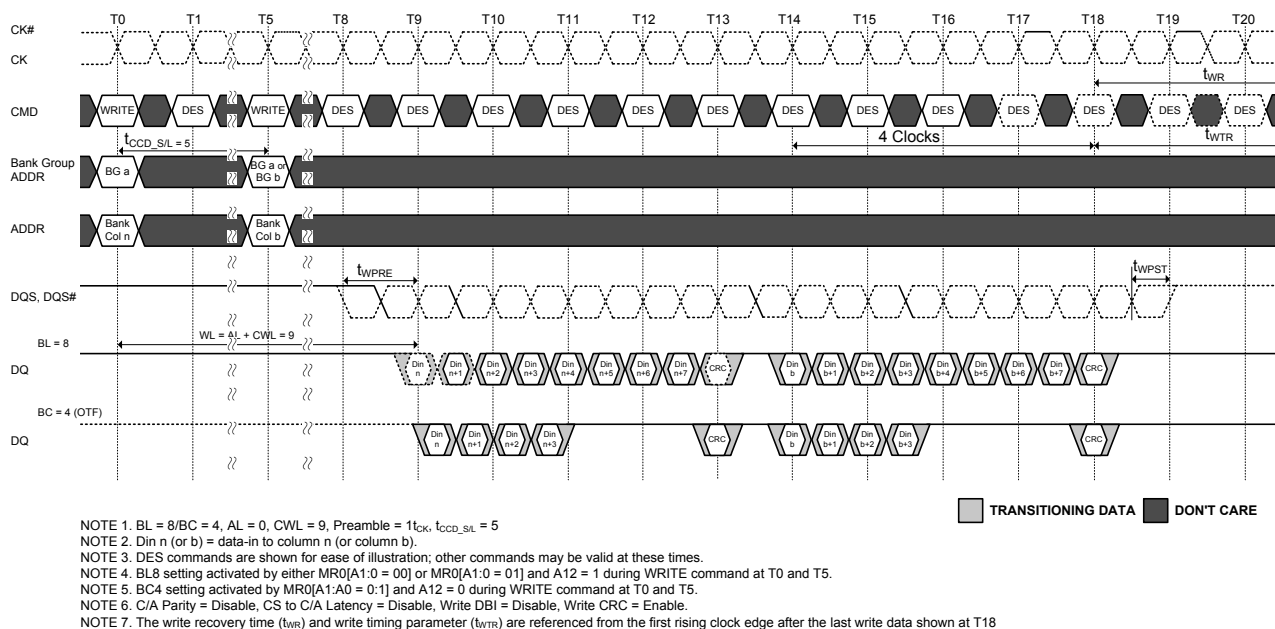 T0 T1 T5 T8 T9 T10 T11 T12 T13 T14 T15 T16 T17 T18 T19 T20
CK#
CK
tWR
CMD WRITE DES WRITE DES DES DES DES DES DES DES DES DES DES DES DES DES
tCCD_S/L = 5
4 Clocks
tWTR
Bank Group
ADDR
BG a
BG a or
BG b
ADDR
Bank
Col n
Bank
Col b
tWPRE
tWPST
DQS, DQS#
WL = AL + CWL = 9
BL = 8
DQ
Din n Din n+1 Din n+2 Din n+3 Din n+4 Din n+5 Din n+6 Din n+7 CRC Din b Din b+1 Din b+2 Din b+3 Din b+4 Din b+5 Din b+6 Din b+7 CRC
BC = 4 (OTF)
DQ
Din n Din n+1 Din n+2 Din n+3 CRC Din b Din b+1 Din b+2 Din b+3 CRC
TRANSITIONING DATA DON'T CARE
NOTE 1. BL = 8/BC = 4, AL = 0, CWL = 9, Preamble = 1tCK, tCCD_S/L = 5
NOTE 2. Din n (or b) = data-in to column n (or column b).
NOTE 3. DES commands are shown for ease of illustration; other commands may be valid at these times.
NOTE 4. BL8 setting activated by either MR0[A1:0 = 00] or MR0[A1:0 = 01] and A12 = 1 during WRITE command at T0 and T5.
NOTE 5. BC4 setting activated by MR0[A1:A0 = 0:1] and A12 = 0 during WRITE command at T0 and T5.
NOTE 6. C/A Parity = Disable, CS to C/A Latency = Disable, Write DBI = Disable, Write CRC = Enable.
NOTE 7. The write recovery time (tWR) and write timing parameter (tWTR) are referenced from the first rising clock edge after the last write data shown at T18